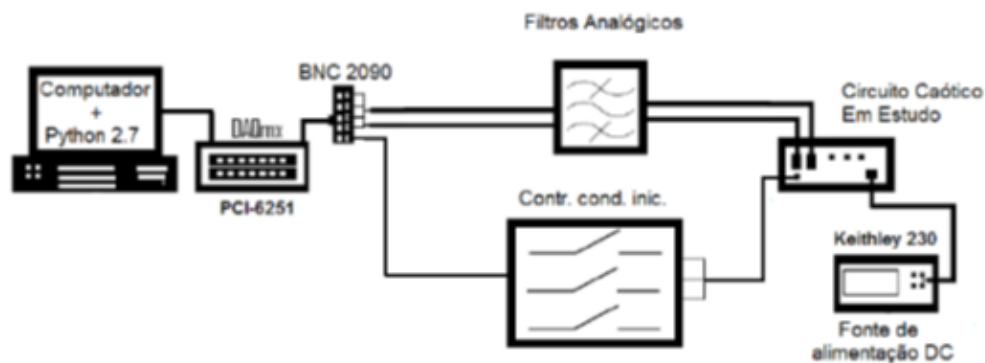 Filtros Analógicos
BNC 2090
Computador
+
Python 2.7
DAQmx
PCI-6251
Circuito Caótico
Em Estudo
Contr. cond. inic.
Keithley 230
Fonte de
alimentação DC